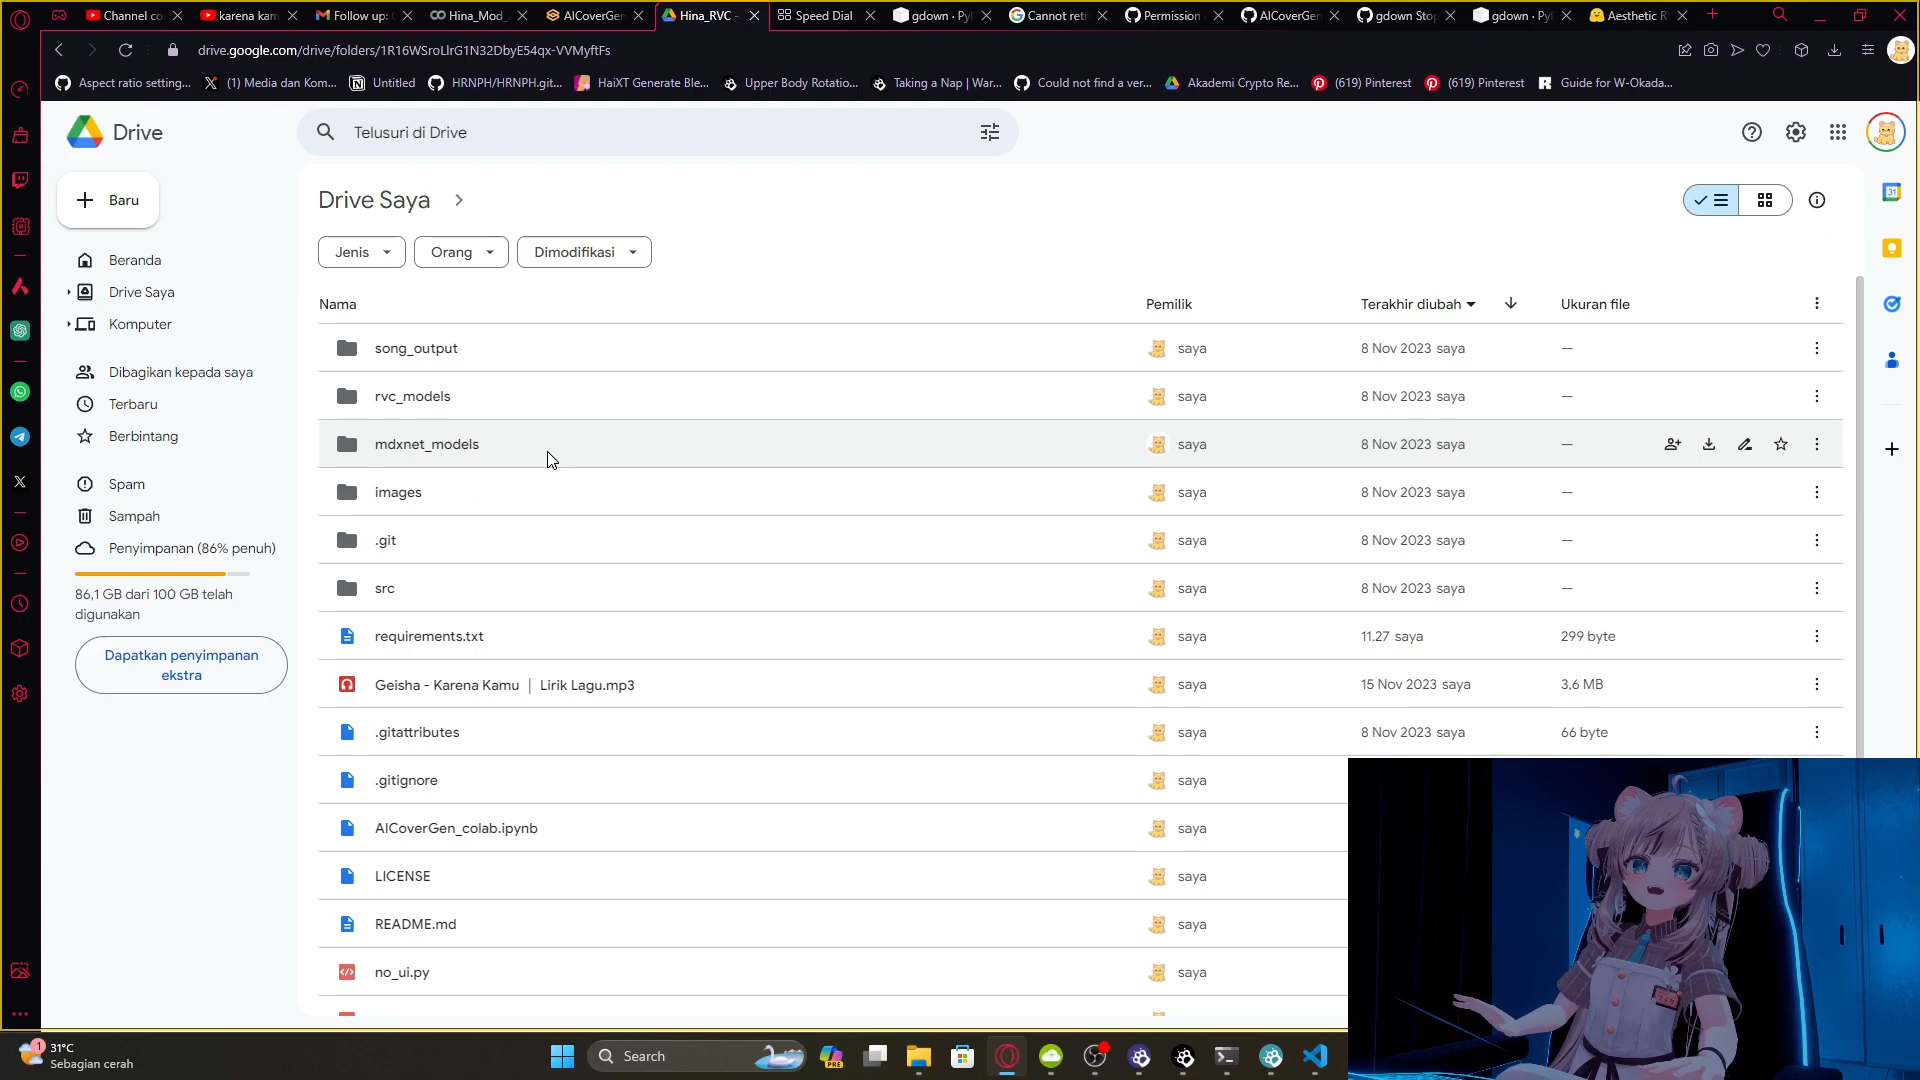 Channel co
karena kam
Follow up:
Hina_Mod_
AICoverGen
Hina_RVC -
Speed Dial
gdown · Py
Cannot retr
Permission
AICoverGen
gdown Stop
gdown · Pyl
Aesthetic R
drive.google.com/drive/folders/1R16WSroLlrG1N32DbyE54qx-VVMyftFs
Aspect ratio setting...
(1) Media dan Kom...
Untitled
HRNPH/HRNPH.git...
HaiXT Generate Ble...
Upper Body Rotatio...
Taking a Nap | War...
Could not find a ver...
Akademi Crypto Re...
(619) Pinterest
(619) Pinterest
Guide for W-Okada...
Drive
Telusuri di Drive
Baru
Beranda
Drive Saya
Komputer
Dibagikan kepada saya
Terbaru
Berbintang
Spam
Sampah
Penyimpanan (86% penuh)
86,1 GB dari 100 GB telah
digunakan
Dapatkan penyimpanan
ekstra
Drive Saya
Jenis
Orang
Dimodifikasi
Nama Pemilik Terakhir diubah Ukuran file
song_output saya 8 Nov 2023 saya —
rvc_models saya 8 Nov 2023 saya —
mdxnet_models saya 8 Nov 2023 saya —
images saya 8 Nov 2023 saya —
.git saya 8 Nov 2023 saya —
src saya 8 Nov 2023 saya —
requirements.txt saya 11.27 saya 299 byte
Geisha - Karena Kamu | Lirik Lagu.mp3 saya 15 Nov 2023 saya 3,6 MB
.gitattributes saya 8 Nov 2023 saya 66 byte
.gitignore saya
AICoverGen_colab.ipynb saya
LICENSE saya
README.md saya
no_ui.py saya
31
1
31°C
Sebagian cerah
Search
PRE